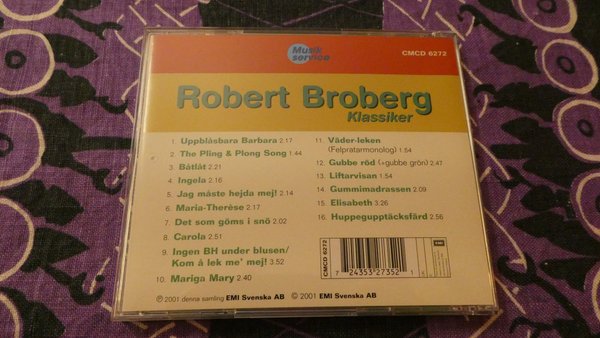 Musik
service
CMCD 6272
Robert Broberg
Klassiker
1. Uppblåsbara Barbara 2.17
2. The Pling & Plong Song 1.44
3. Båtlåt 2.21
4. Ingela 2.16
5. Jag måste hejda mej! 2.14
6. Maria-Therèse 2.17
7. Det som göms i snö 2.02
8. Carola 2.51
9. Ingen BH under blusen/
Kom å lek me' mej! 3.52
10. Mariga Mary 2.40
11. Väder-leken
(Felpratarmonolog) 1.54
12. Gubbe röd (+gubbe grön) 2.47
13. Liftarvisan 1.54
14. Gummimadrassen 2.09
15. Elisabeth 3.26
16. Huppegupptäcksfärd 2.56
CMCD 6272
EMI
7 24353 27352 1
℗ 2001 denna samling EMI Svenska AB © 2001 EMI Svenska AB